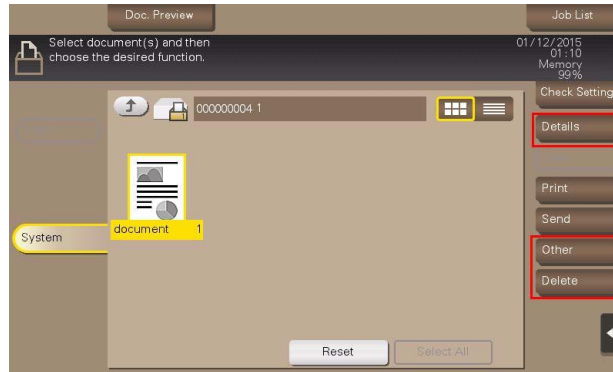 Doc. Preview
Job List
Select document(s) and then
choose the desired function.
01/12/2015
01:10
Memory
99%
Check Setting
000000004 1
Details
Print
Send
document 1
System
Other
Delete
Reset
Select All